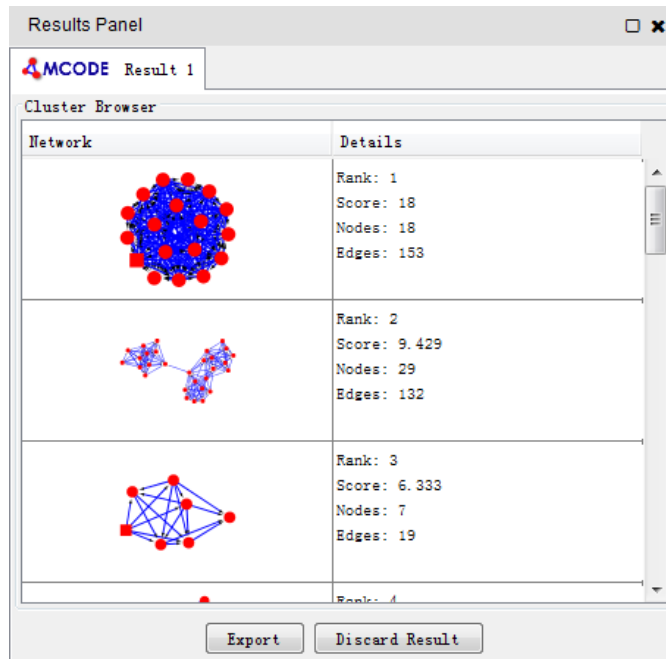 Results Panel
MCODE Result 1
Cluster Browser
Network Details
Rank: 1
Score: 18
Nodes: 18
Edges: 153
Rank: 2
Score: 9.429
Nodes: 29
Edges: 132
Rank: 3
Score: 6.333
Nodes: 7
Edges: 19
Rank: 4
Export Discard Result